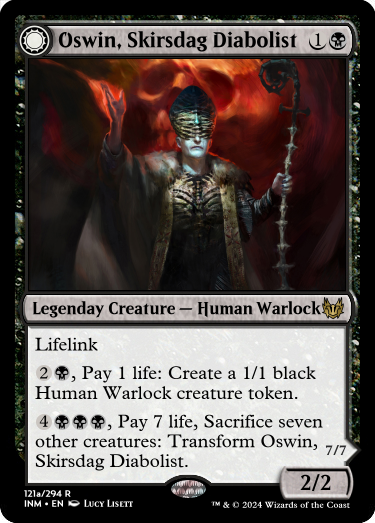 Oswin, Skirsdag Diabolist 1
Legenday Creature — Human Warlock
Lifelink
2, Pay 1 life: Create a 1/1 black
Human Warlock creature token.
4, Pay 7 life, Sacrifice seven
other creatures: Transform Oswin,
Skirsdag Diabolist.
7/7
2/2
121a/294 R
INM • EN Lucy Lisett
™ & © 2024 Wizards of the Coast